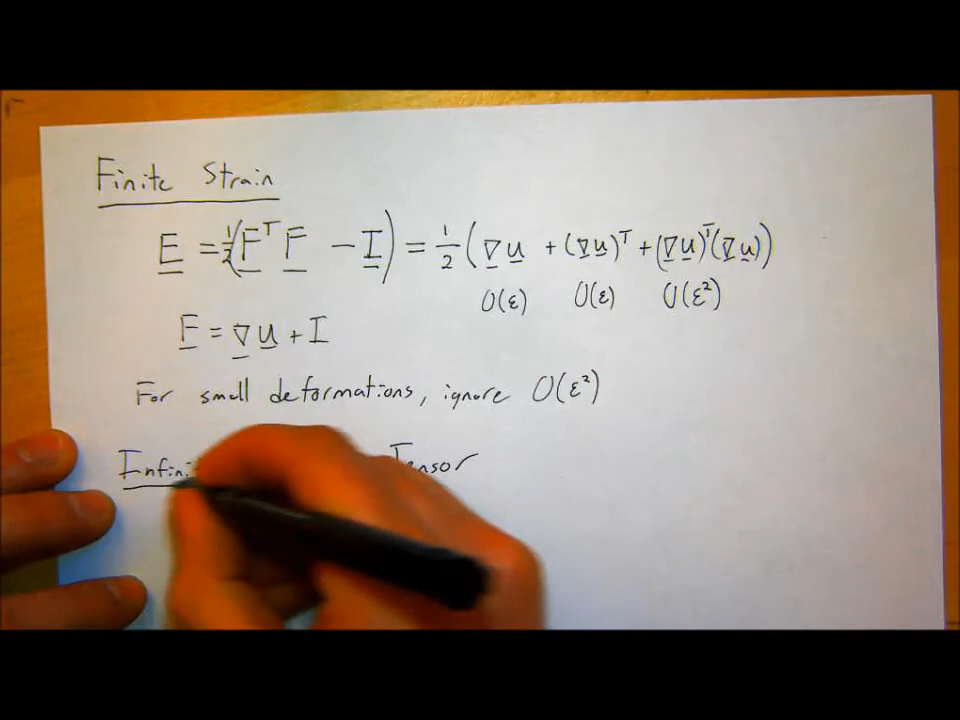 Finite Strain
E = ½(FᵀF − I) = ½(∇u + (∇u)ᵀ + (∇u)ᵀ(∇u))
O(ε) O(ε) O(ε²)
F = ∇u + I
For small deformations, ignore O(ε²)
Tensor